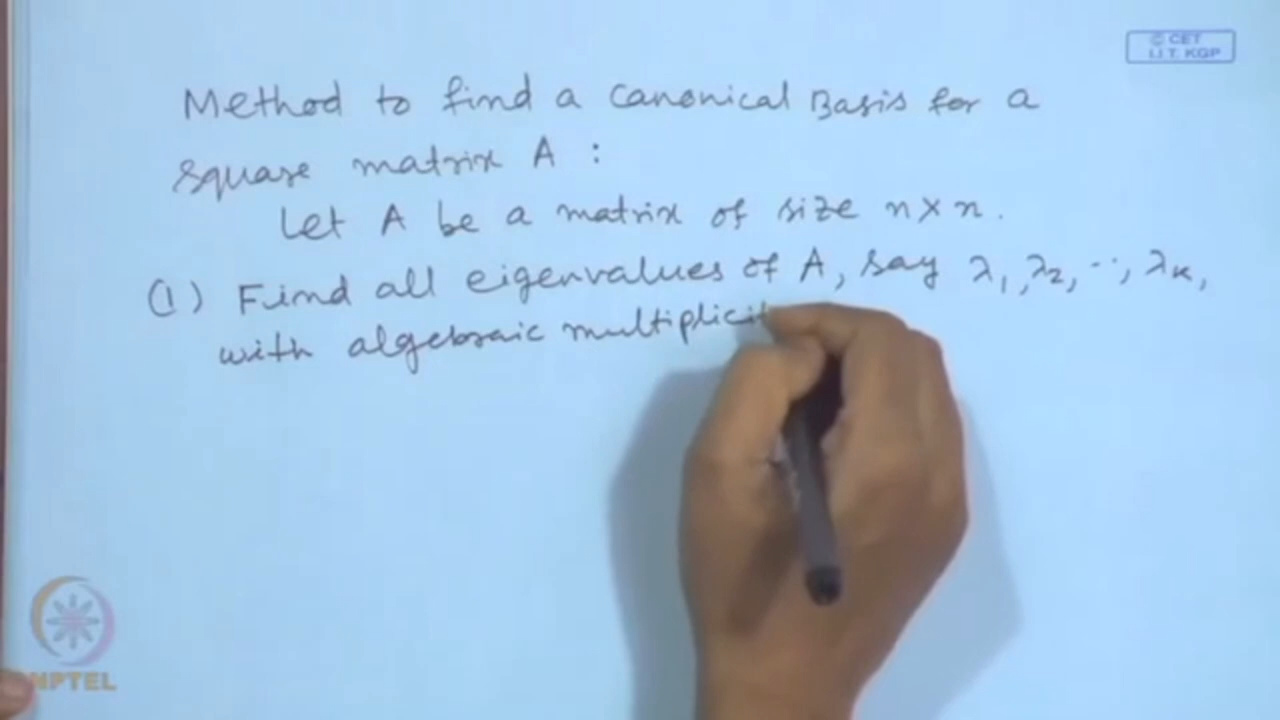 © CET
I.I.T. KGP
Method to find a canonical Basis for a
square matrix A :
Let A be a matrix of size n×n.
(1) Find all eigenvalues of A, say λ₁, λ₂, ··, λₖ,
with algebraic multiplicit
NPTEL